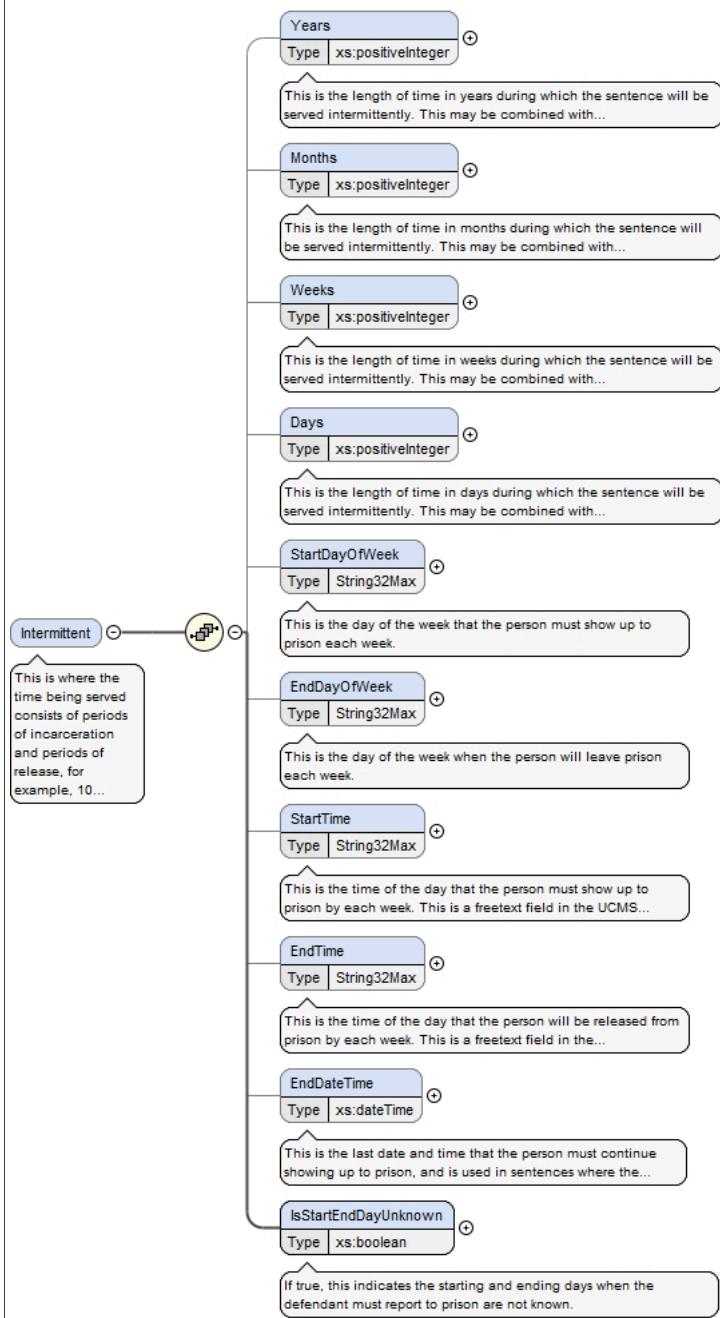 Years
Type xs:positiveInteger
This is the length of time in years during which the sentence will be
served intermittently. This may be combined with...
Months
Type xs:positiveInteger
This is the length of time in months during which the sentence will
be served intermittently. This may be combined with...
Weeks
Type xs:positiveInteger
This is the length of time in weeks during which the sentence will be
served intermittently. This may be combined with...
Days
Type xs:positiveInteger
This is the length of time in days during which the sentence will be
served intermittently. This may be combined with...
StartDayOfWeek
Type String32Max
This is the day of the week that the person must show up to
prison each week.
Intermittent
This is where the
time being served
consists of periods
of incarceration
and periods of
release, for
example, 10...
EndDayOfWeek
Type String32Max
This is the day of the week when the person will leave prison
each week.
StartTime
Type String32Max
This is the time of the day that the person must show up to
prison by each week. This is a freetext field in the UCMS...
EndTime
Type String32Max
This is the time of the day that the person will be released from
prison by each week. This is a freetext field in the...
EndDateTime
Type xs:dateTime
This is the last date and time that the person must continue
showing up to prison, and is used in sentences where the...
IsStartEndDayUnknown
Type xs:boolean
If true, this indicates the starting and ending days when the
defendant must report to prison are not known.